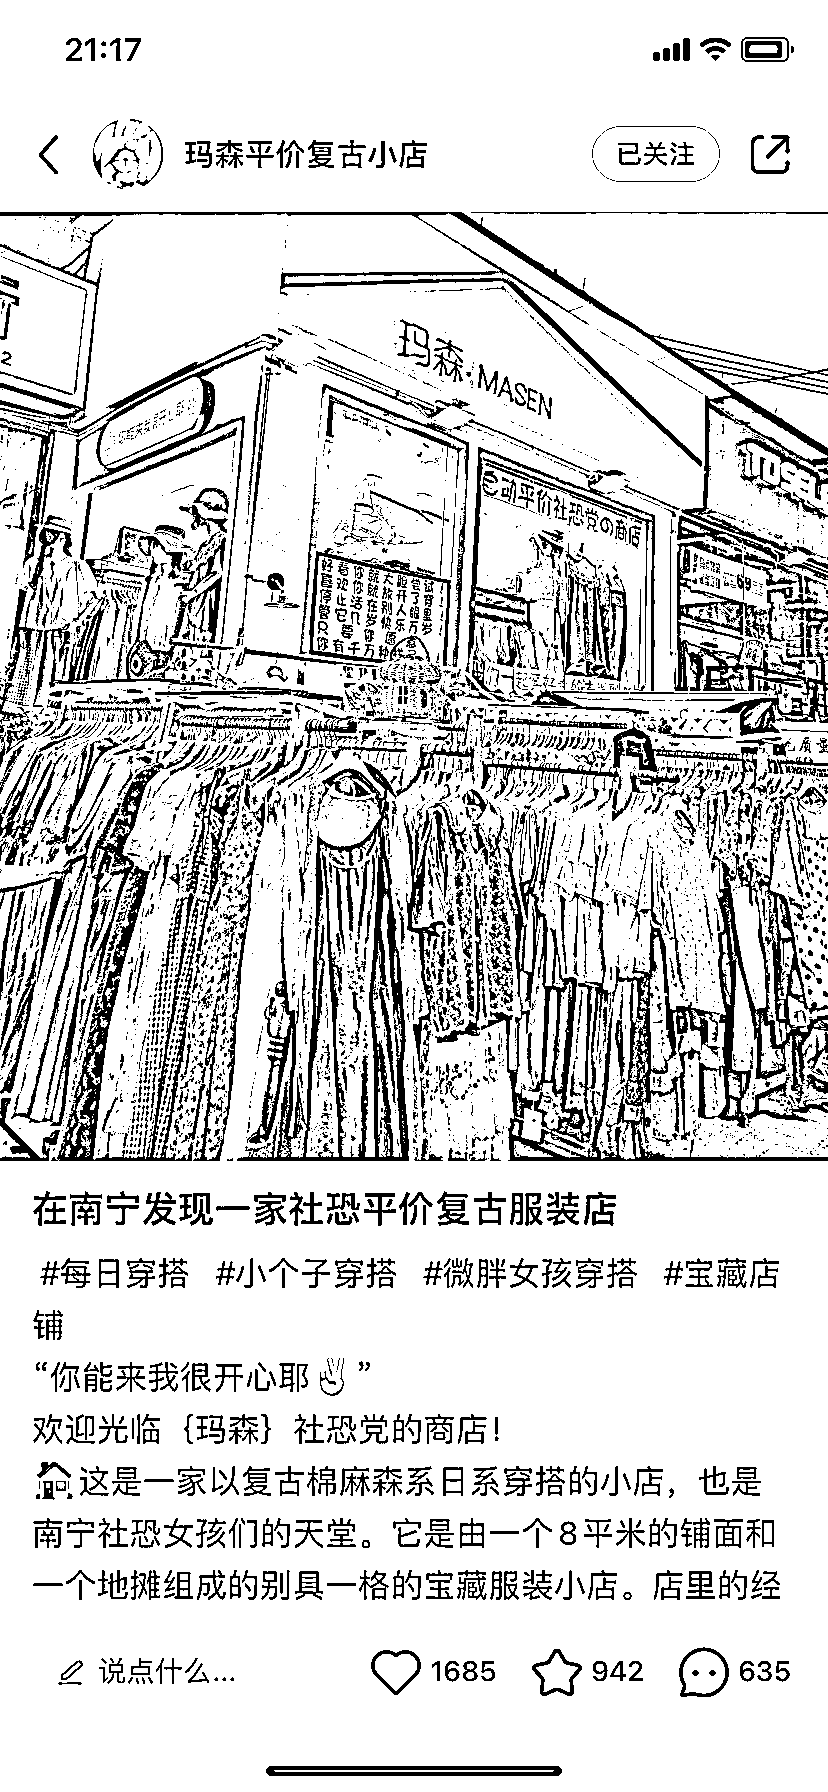 21:17
玛森平价复古小店
已关注
玛森·MASEN
动平价社恐党の商店
在南宁发现一家社恐平价复古服装店
#每日穿搭 #小个子穿搭 #微胖女孩穿搭 #宝藏店
铺
“你能来我很开心耶✌️”
欢迎光临｛玛森｝社恐党的商店！
🏠这是一家以复古棉麻森系日系穿搭的小店，也是
南宁社恐女孩们的天堂。它是由一个8平米的铺面和
一个地摊组成的别具一格的宝藏服装小店。店里的经
说点什么...
1685
942
635